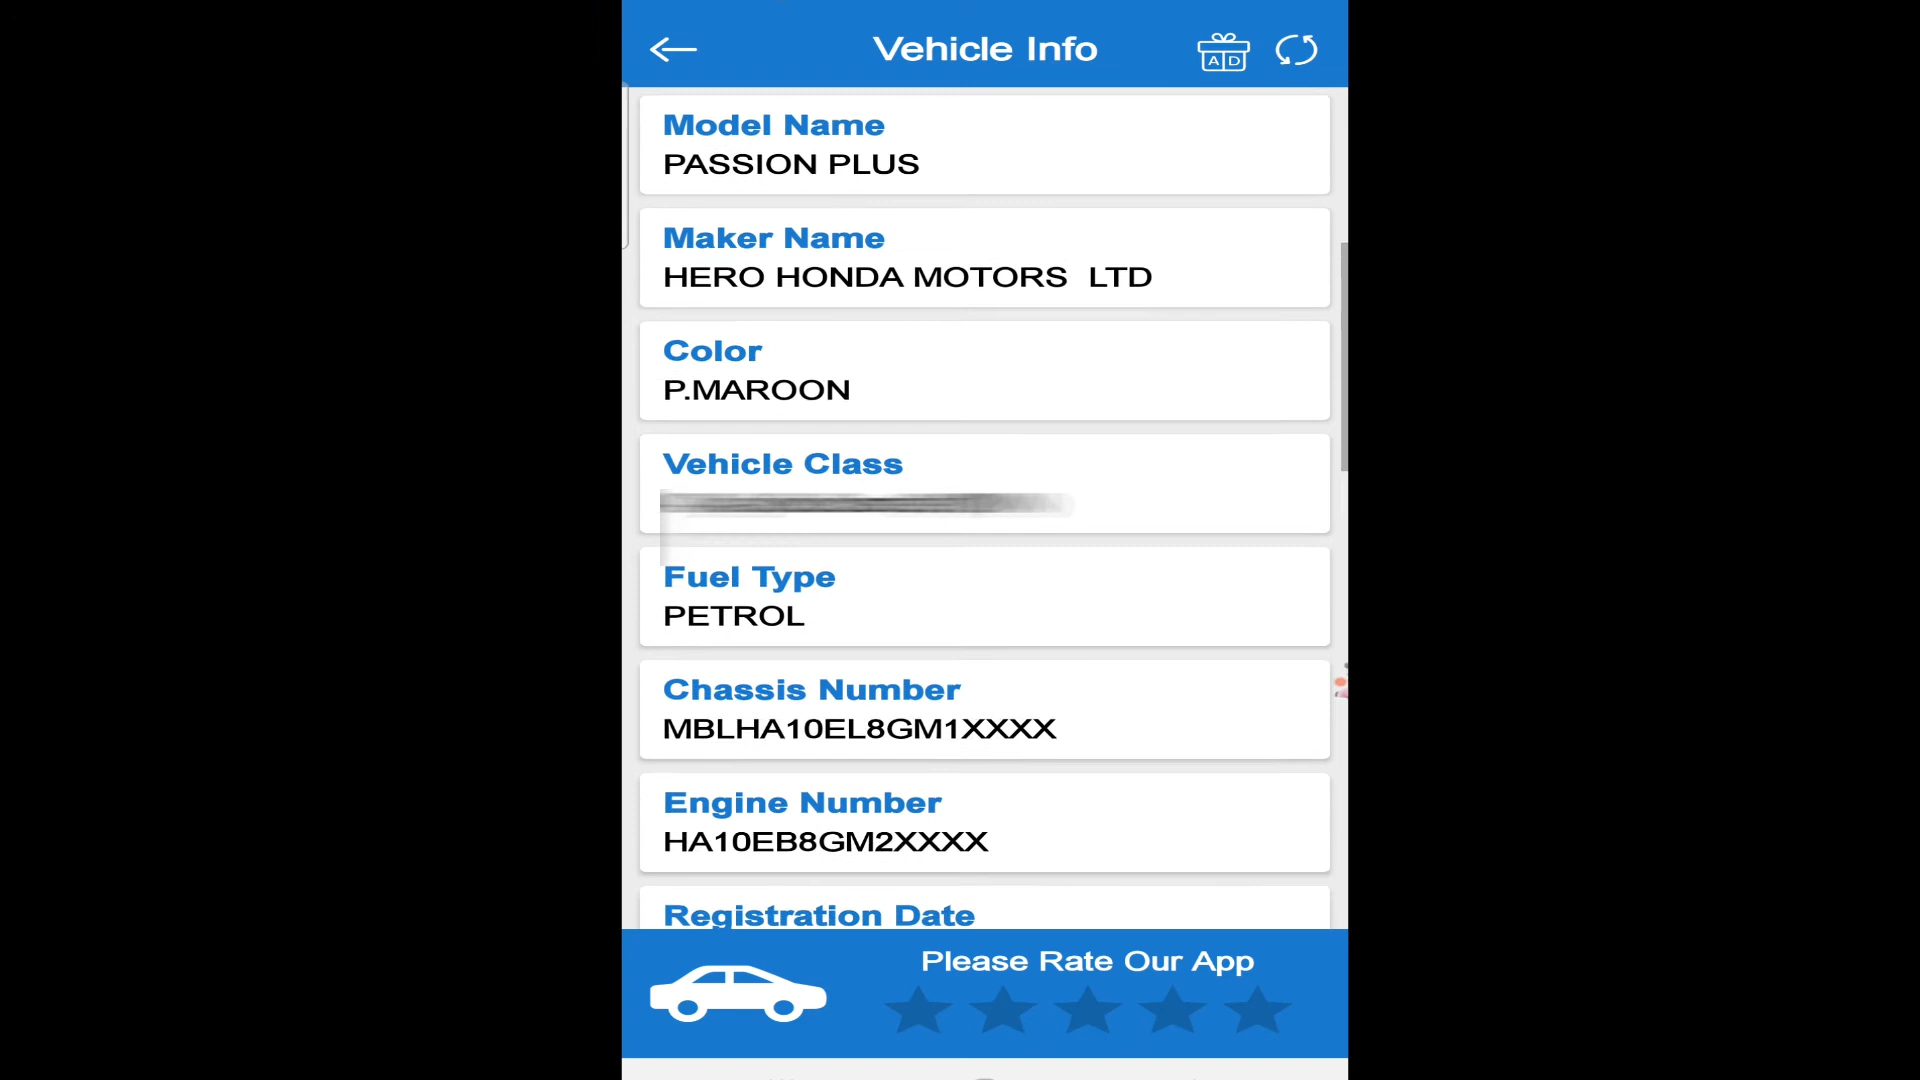 Vehicle Info
AD
Model Name
PASSION PLUS
Maker Name
HERO HONDA MOTORS  LTD
Color
P.MAROON
Vehicle Class
Fuel Type
PETROL
Chassis Number
MBLHA10EL8GM1XXXX
Engine Number
HA10EB8GM2XXXX
Registration Date
Please Rate Our App